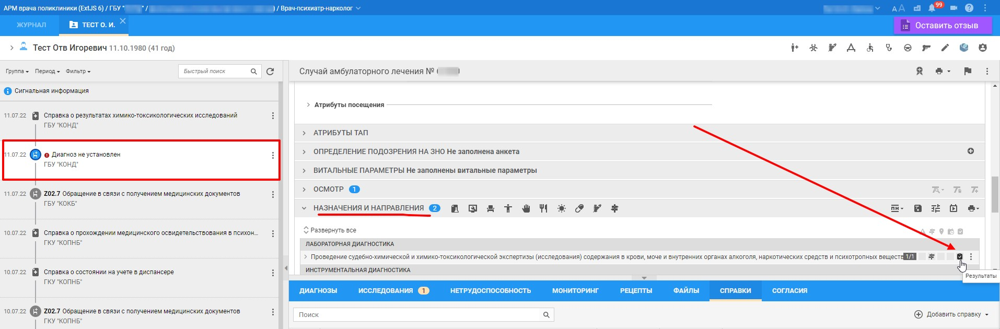 АРМ врача поликлиники (ExtJS 6) / ГБУ " " / ) / Врач-психиатр-нарколог
99
ЖУРНАЛ
ТЕСТ О. И.
Оставить отзыв
Тест Отв Игоревич 11.10.1980 (41 год)
Группа
Период
Фильтр
Быстрый поиск
Случай амбулаторного лечения №
Сигнальная информация
11.07.22 Справка о результатах химико-токсикологических исследований
ГБУ "КОНД"
11.07.22 Диагноз не установлен
ГБУ "КОНД"
11.07.22 Z02.7 Обращение в связи с получением медицинских документов
ГБУ "КОКБ"
10.07.22 Справка о прохождении медицинского освидетельствования в психон...
ГКУ "КОПНБ"
10.07.22 Справка о состоянии на учете в диспансере
ГКУ "КОПНБ"
10.07.22 Z02.7 Обращение в связи с получением медицинских документов
ГКУ "КОПНБ"
Атрибуты посещения
АТРИБУТЫ ТАП
ОПРЕДЕЛЕНИЕ ПОДОЗРЕНИЯ НА ЗНО Не заполнена анкета
ВИТАЛЬНЫЕ ПАРАМЕТРЫ Не заполнены витальные параметры
ОСМОТР 1
НАЗНАЧЕНИЯ И НАПРАВЛЕНИЯ 2
Развернуть все
ЛАБОРАТОРНАЯ ДИАГНОСТИКА
Проведение судебно-химической и химико-токсикологической экспертизы (исследования) содержания в крови, моче и внутренних органах алкоголя, наркотических средств и психотропных веществ 1/1
ИНСТРУМЕНТАЛЬНАЯ ДИАГНОСТИКА
Результаты
ДИАГНОЗЫ
ИССЛЕДОВАНИЯ 1
НЕТРУДОСПОСОБНОСТЬ
МОНИТОРИНГ
РЕЦЕПТЫ
ФАЙЛЫ
СПРАВКИ
СОГЛАСИЯ
Поиск
Добавить справку